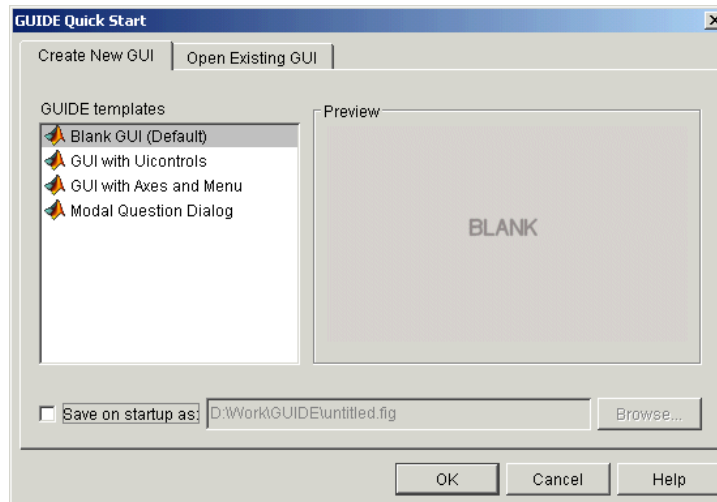 GUIDE Quick Start
Create New GUI
Open Existing GUI
GUIDE templates
Preview
Blank GUI (Default)
GUI with Uicontrols
GUI with Axes and Menu
Modal Question Dialog
BLANK
Save on startup as:
D:\Work\GUIDE\untitled.fig
Browse...
OK
Cancel
Help